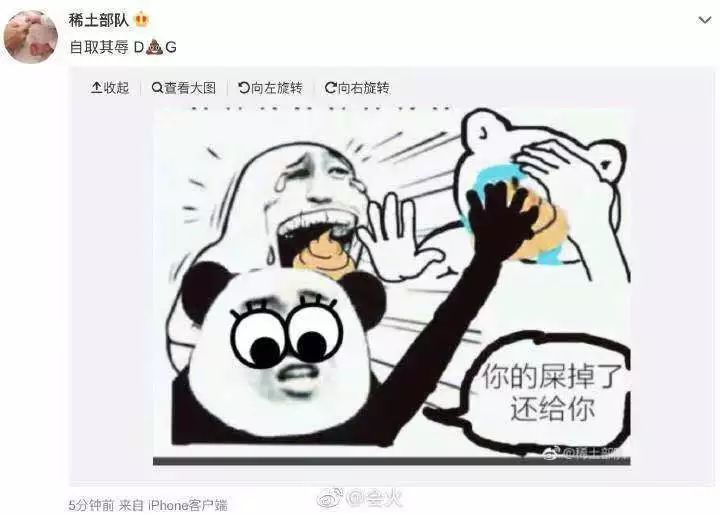 稀土部队
自取其辱 D💩G
收起
查看大图
向左旋转
向右旋转
你的屎掉了
还给你
@稀土部队
5分钟前 来自 iPhone客户端
@会火